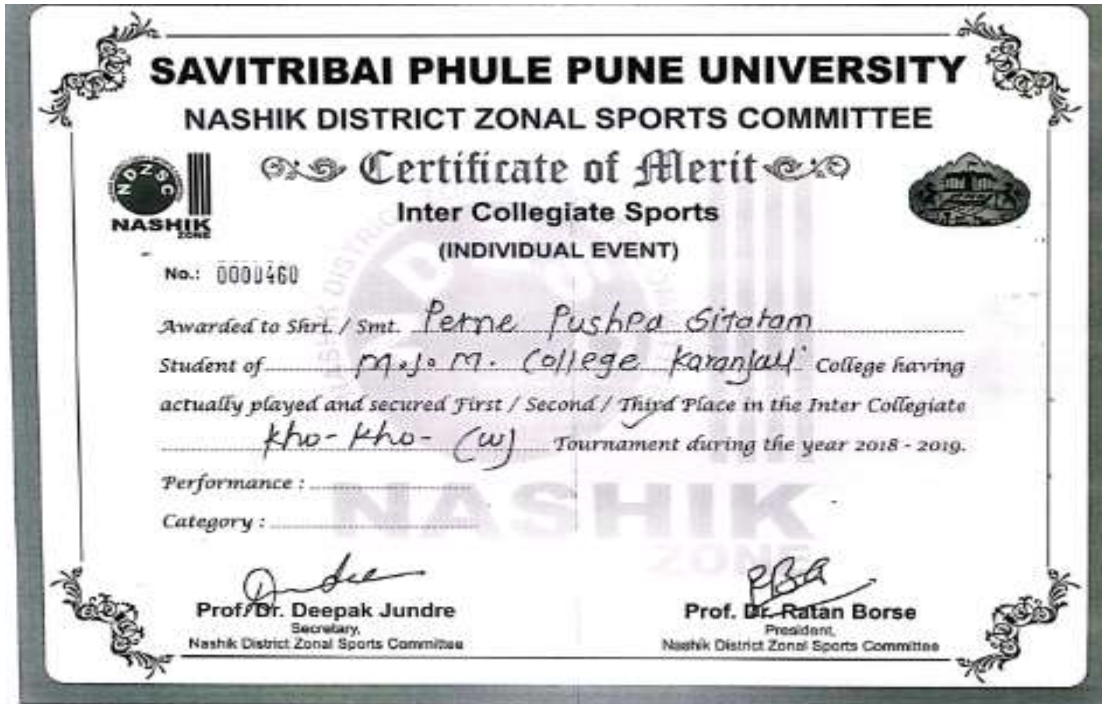 SAVITRIBAI PHULE PUNE UNIVERSITY
NASHIK DISTRICT ZONAL SPORTS COMMITTEE
Certificate of Merit
NDZSC
NASHIK
ZONE
Inter Collegiate Sports
(INDIVIDUAL EVENT)
No.: 0000460
Awarded to Shri. / Smt. Perne Pushpa Sitaram
Student of M.J.M. College Karanjali College having
actually played and secured First / Second / Third Place in the Inter Collegiate
Kho-Kho- (W) Tournament during the year 2018 - 2019.
Performance :
Category :
NASHIK
ZONE
Prof. Dr. Deepak Jundre
Secretary,
Nashik District Zonal Sports Committee
Prof. Dr. Ratan Borse
President,
Nashik District Zonal Sports Committee